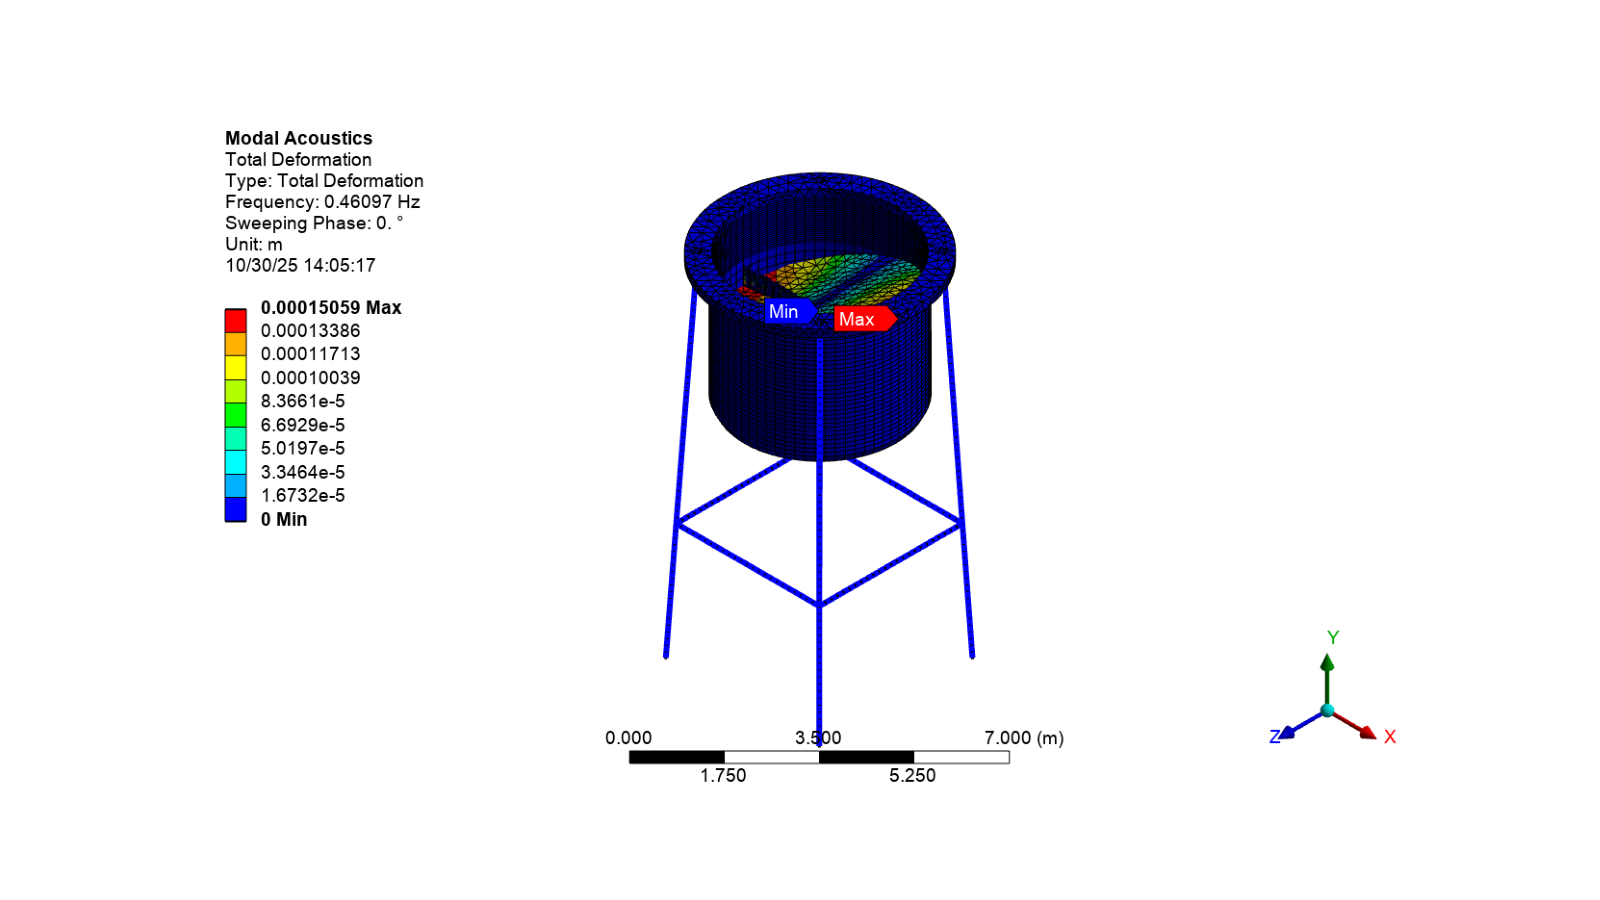 Modal Acoustics
Total Deformation
Type: Total Deformation
Frequency: 0.46097 Hz
Sweeping Phase: 0. °
Unit: m
10/30/25 14:05:17
0.00015059 Max
0.00013386
0.00011713
0.00010039
8.3661e-5
6.6929e-5
5.0197e-5
3.3464e-5
1.6732e-5
0 Min
Min
Max
0.000 3.500 7.000 (m)
1.750 5.250
Y
Z X